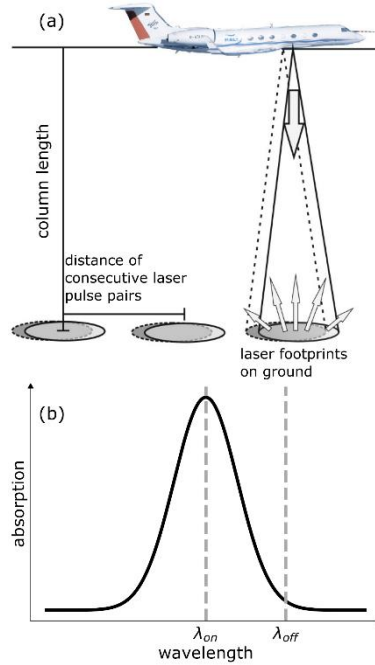 (a)
column length
distance of
consecutive laser
pulse pairs
laser footprints
on ground
(b)
absorption
λon
λoff
wavelength